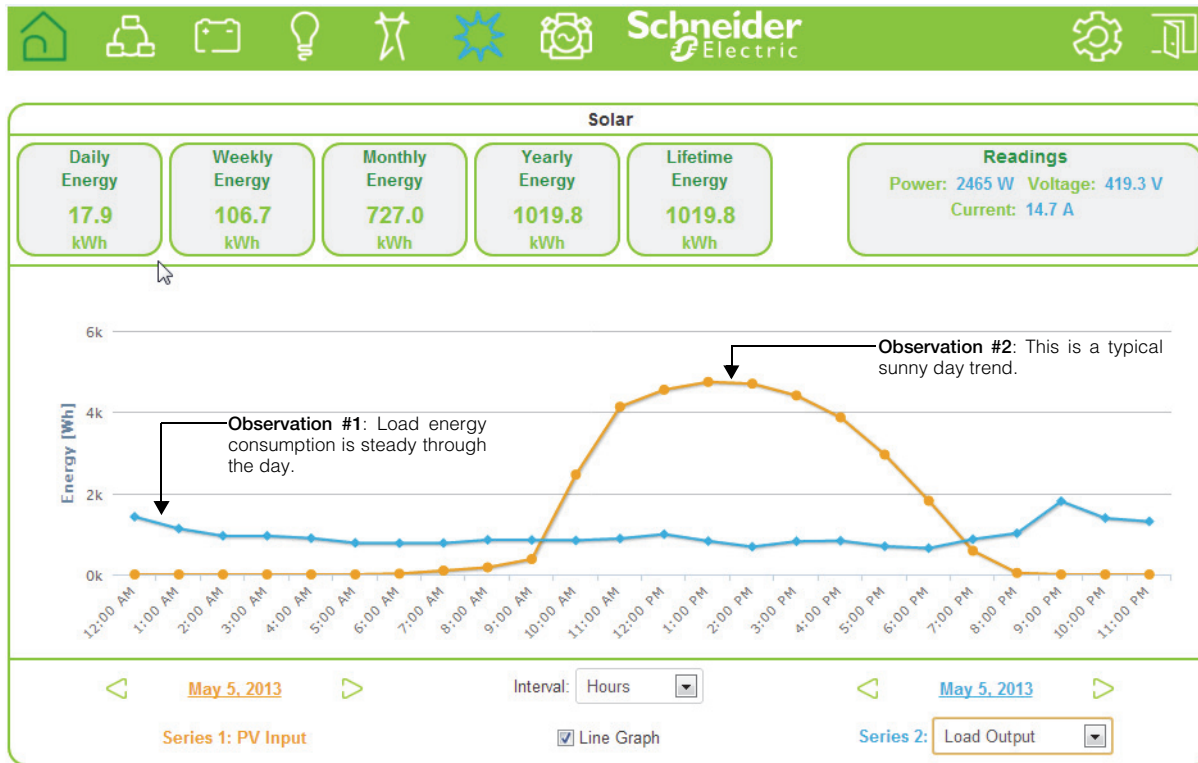 Schneider
Electric
Solar
Daily
Energy
17.9
kWh
Weekly
Energy
106.7
kWh
Monthly
Energy
727.0
kWh
Yearly
Energy
1019.8
kWh
Lifetime
Energy
1019.8
kWh
Readings
Power: 2465 W Voltage: 419.3 V
Current: 14.7 A
Energy [Wh]
6k
4k
2k
0k
Observation #1: Load energy
consumption is steady through
the day.
Observation #2: This is a typical
sunny day trend.
12:00 AM
1:00 AM
2:00 AM
3:00 AM
4:00 AM
5:00 AM
6:00 AM
7:00 AM
8:00 AM
9:00 AM
10:00 AM
11:00 AM
12:00 PM
1:00 PM
2:00 PM
3:00 PM
4:00 PM
5:00 PM
6:00 PM
7:00 PM
8:00 PM
9:00 PM
10:00 PM
11:00 PM
May 5, 2013
Interval: Hours
May 5, 2013
Series 1: PV Input
Line Graph
Series 2: Load Output